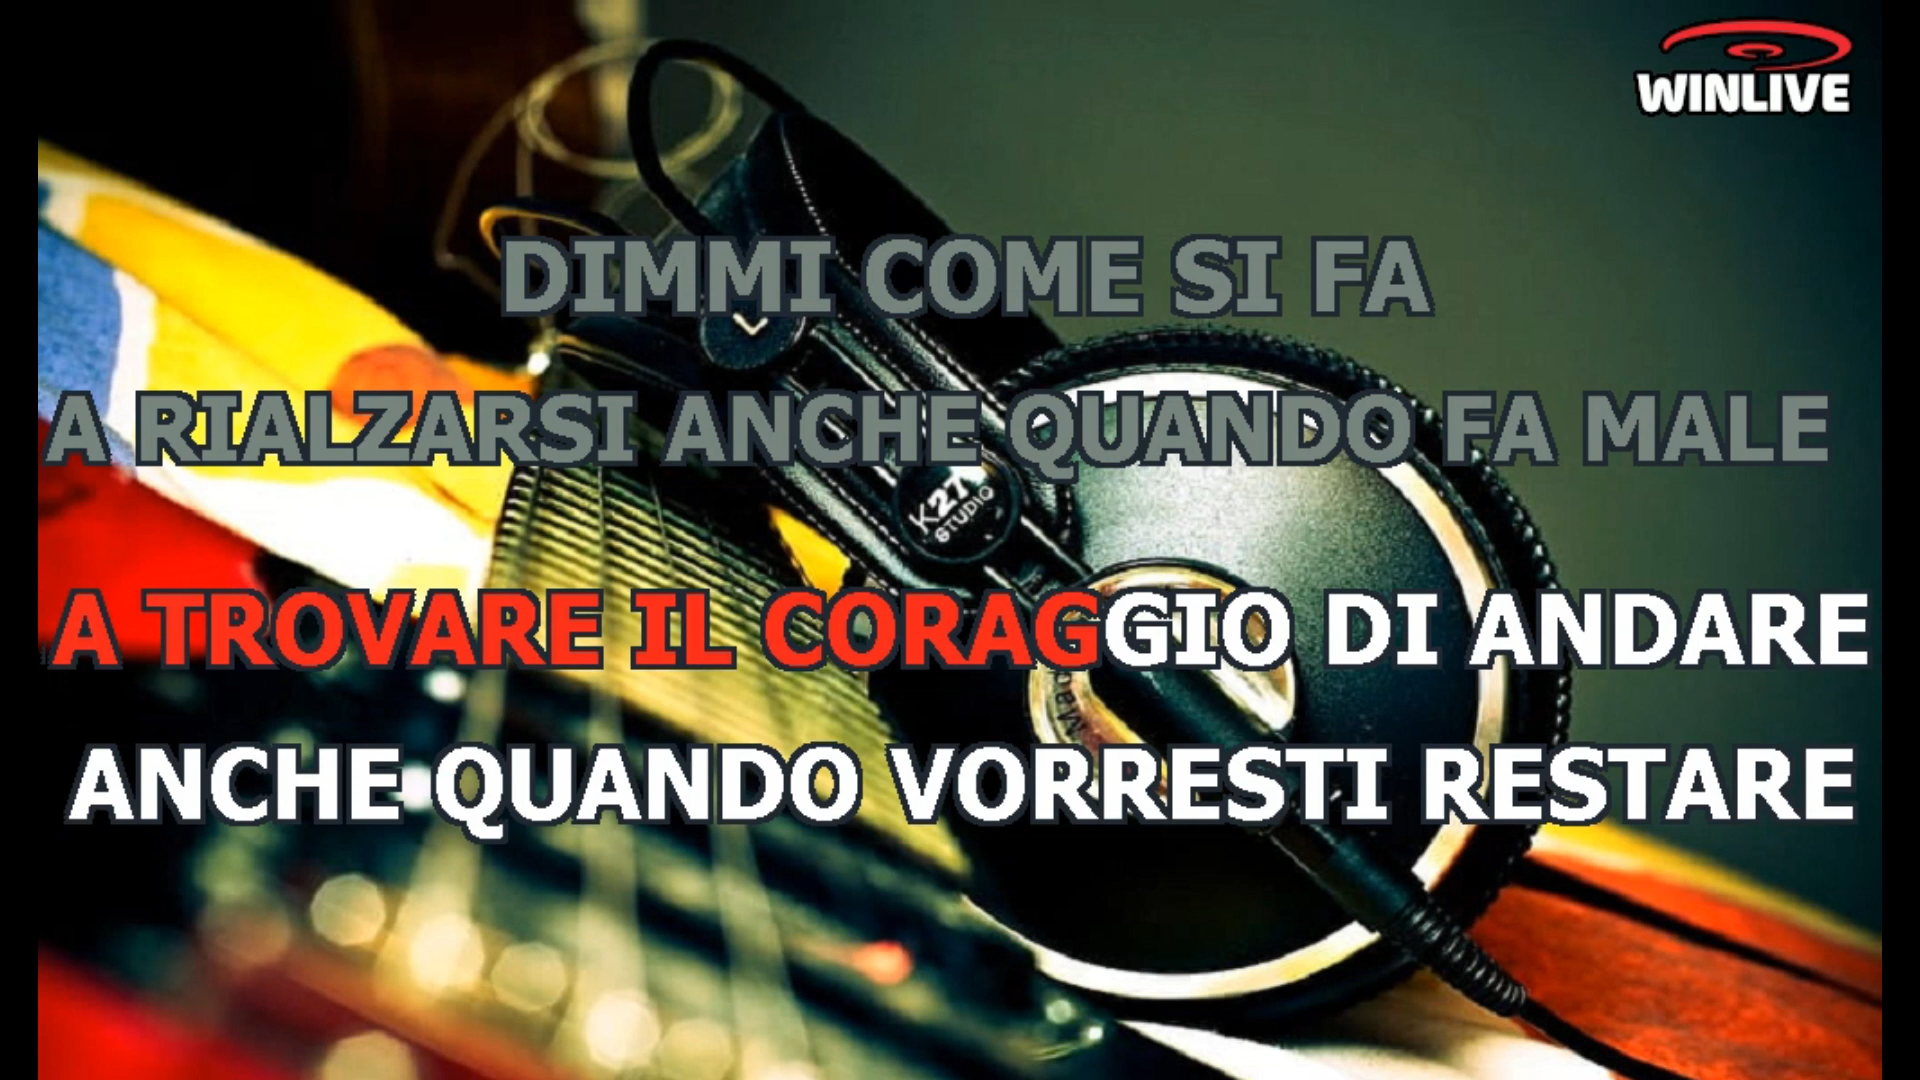 WINLIVE
DIMMI COME SI FA
A RIALZARSI ANCHE QUANDO FA MALE
K271
STUDIO
A TROVARE IL CORAGGIO DI ANDARE
ANCHE QUANDO VORRESTI RESTARE